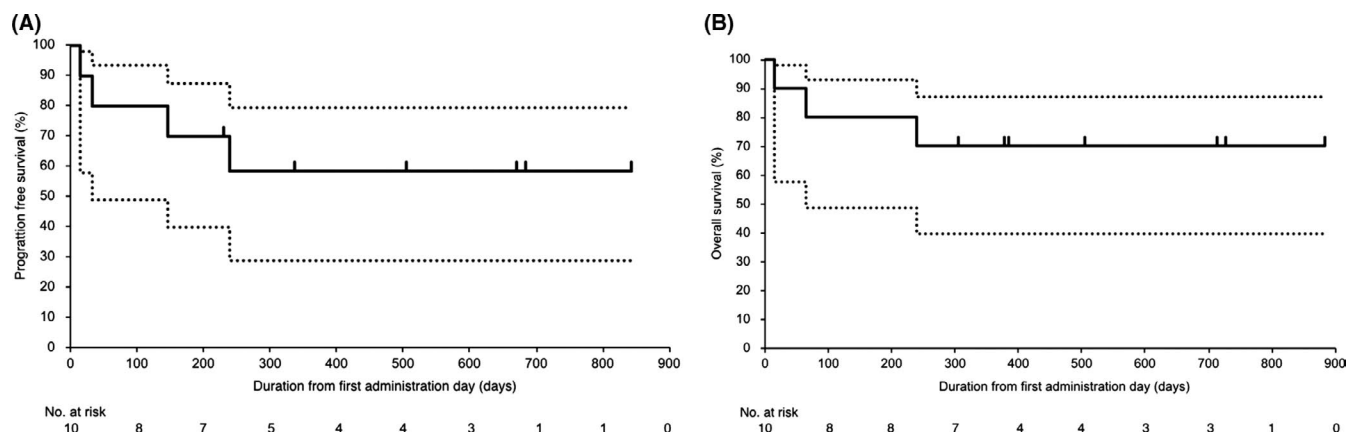 (A)
100
90
80
70
60
50
40
30
20
10
0
Prograttion free survival (%)
0 100 200 300 400 500 600 700 800 900
Duration from first administration day (days)
No. at risk
10 8 7 5 4 4 3 1 1 0
(B)
100
90
80
70
60
50
40
30
20
10
0
Overall survival (%)
0 100 200 300 400 500 600 700 800 900
Duration from first administration day (days)
No. at risk
10 8 8 7 4 4 3 3 1 0